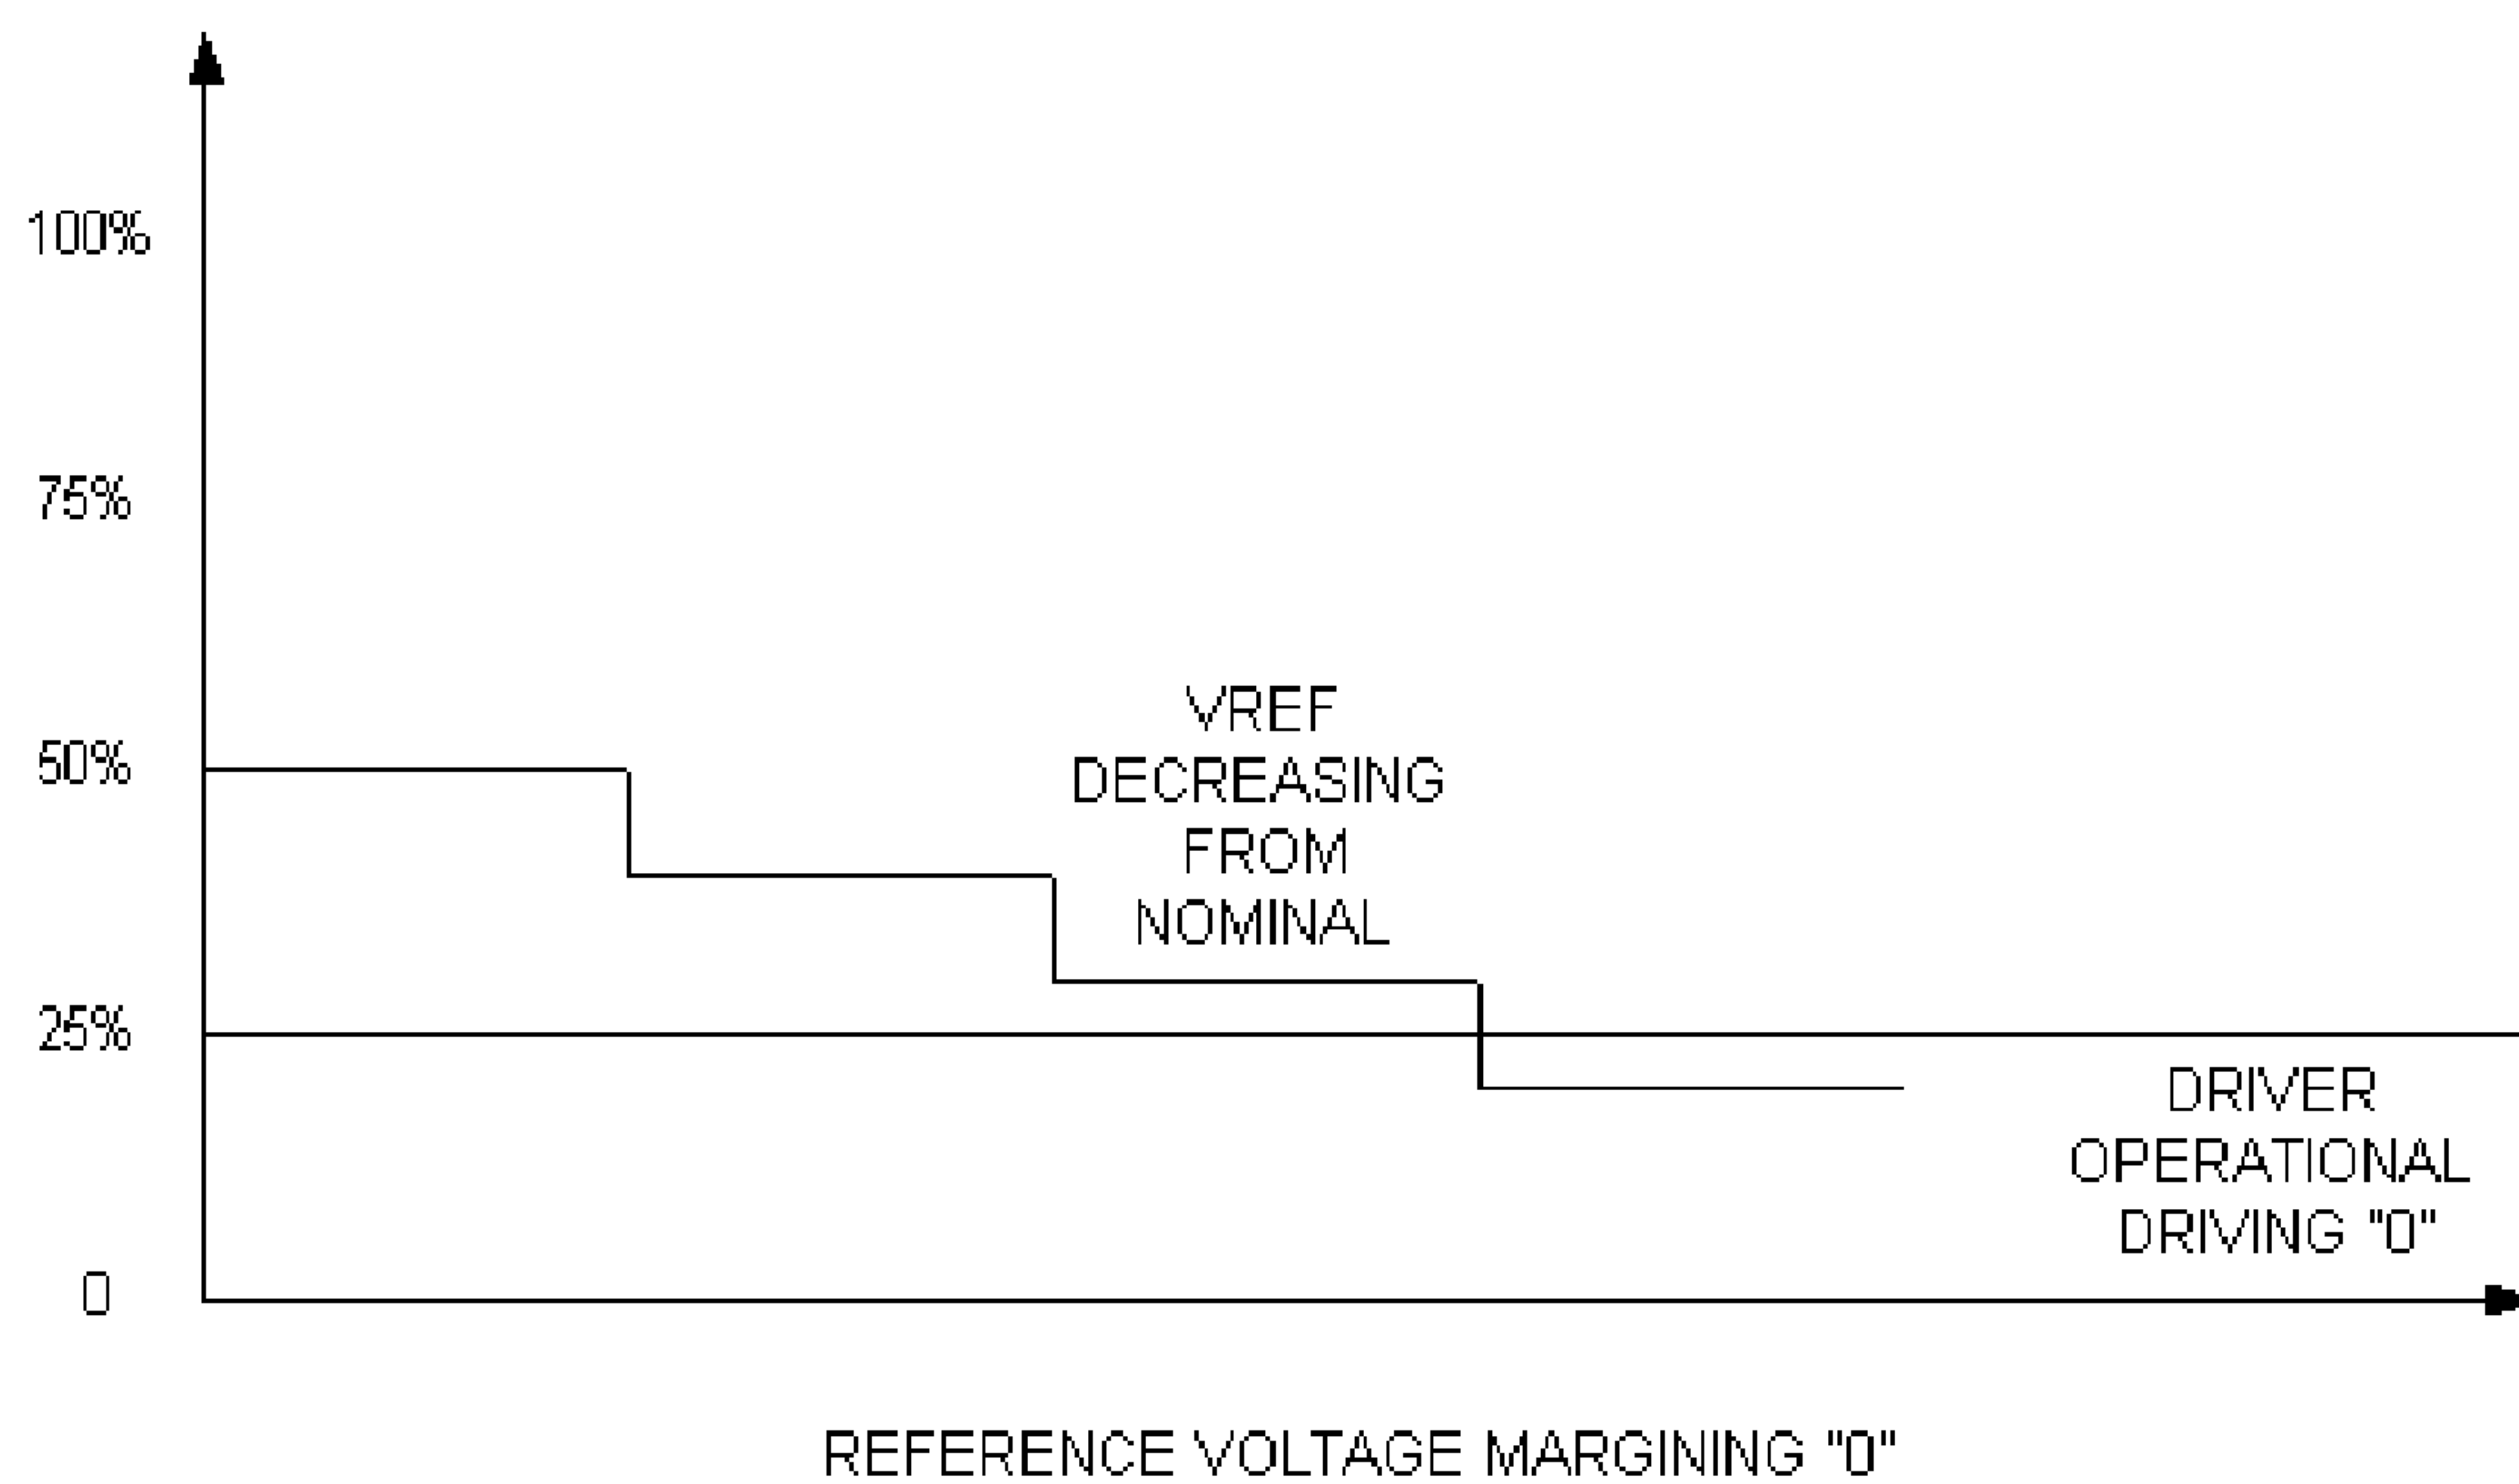 100%
75%
50%
25%
0
VREF
DECREASING
FROM
NOMINAL
DRIVER
OPERATIONAL
DRIVING "0"
REFERENCE VOLTAGE MARGINING "0"